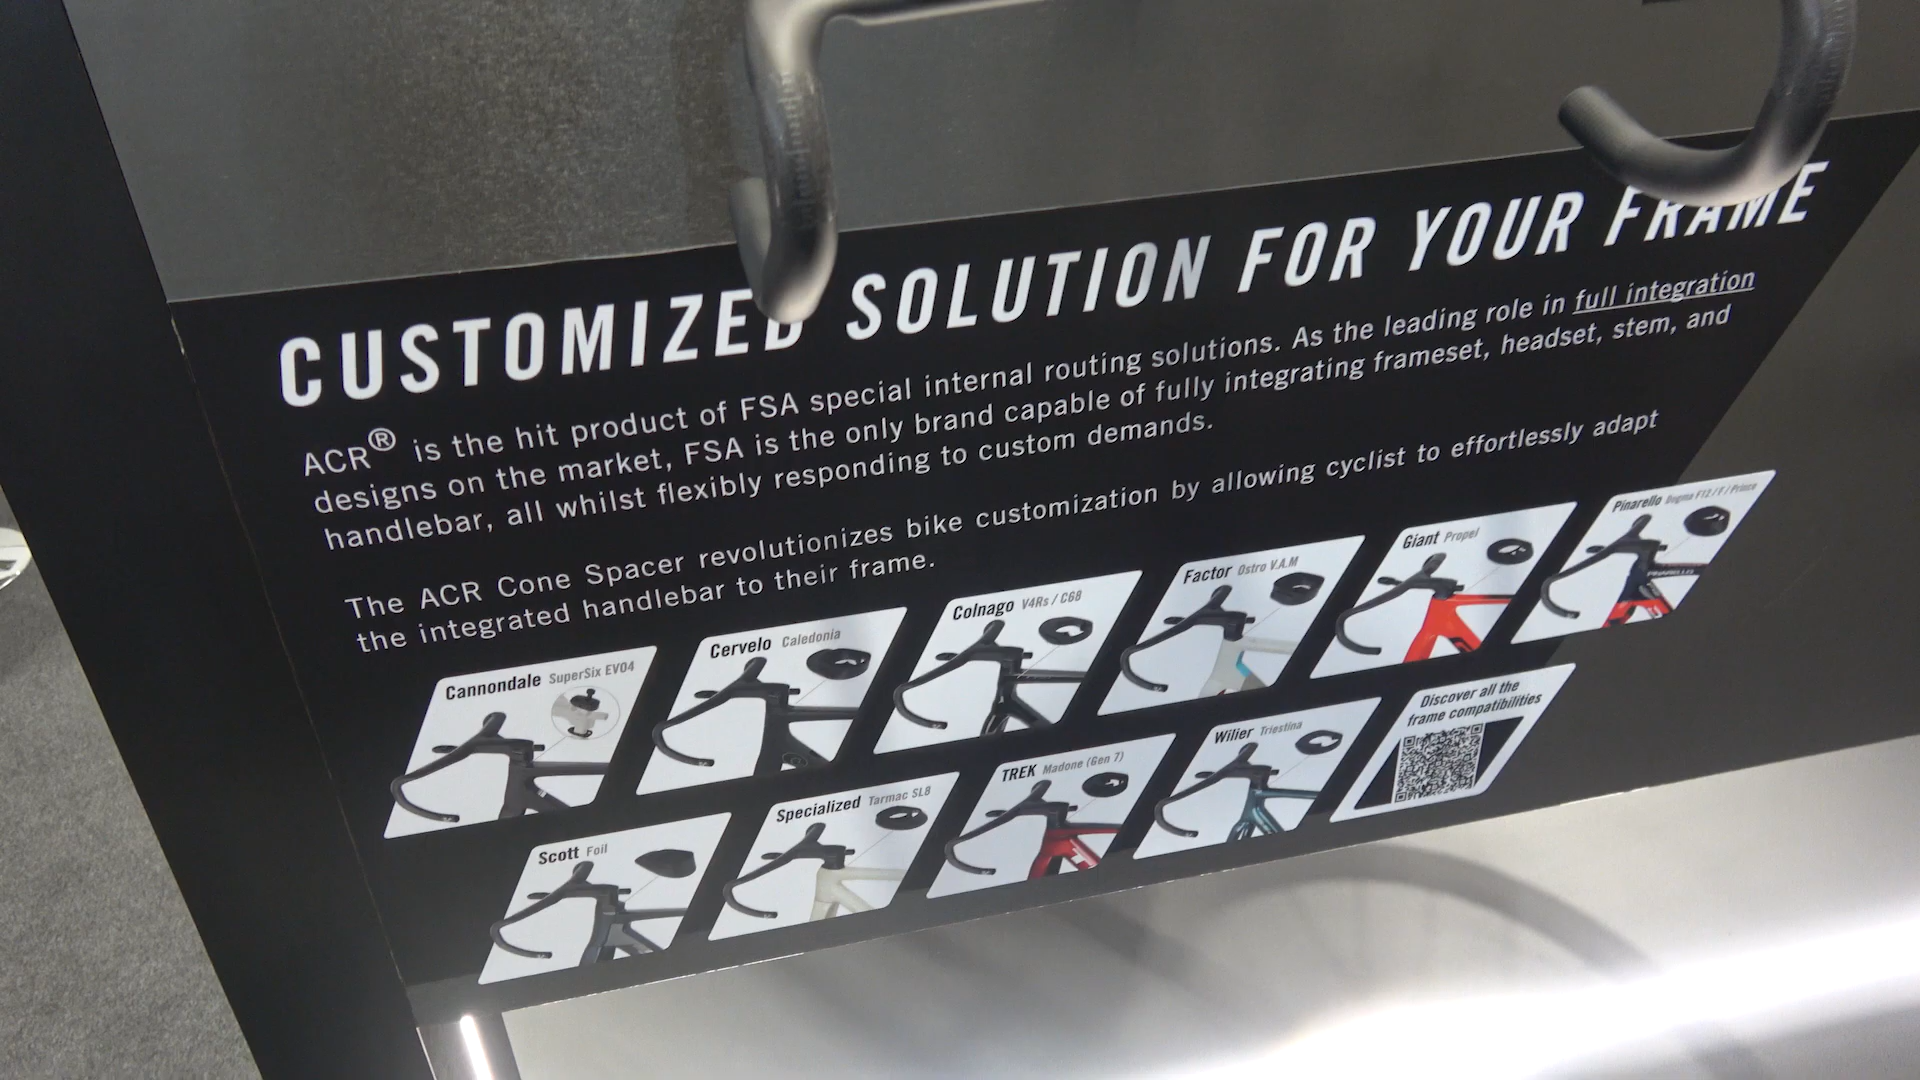 CUSTOMIZED SOLUTION FOR YOUR FRAME
ACR® is the hit product of FSA special internal routing solutions. As the leading role in full integration
designs on the market, FSA is the only brand capable of fully integrating frameset, headset, stem, and
handlebar, all whilst flexibly responding to custom demands.
The ACR Cone Spacer revolutionizes bike customization by allowing cyclist to effortlessly adapt
the integrated handlebar to their frame.
Cannondale SuperSix EVO4
Cervelo Caledonia
Colnago V4Rs / C68
Factor Ostro V.A.M
Giant Propel
Pinarello Dogma F12 / F / Prince
PINARELLO
Scott Foil
Specialized Tarmac SL8
TREK Madone (Gen 7)
Wilier Triestina
Discover all the
frame compatibilities